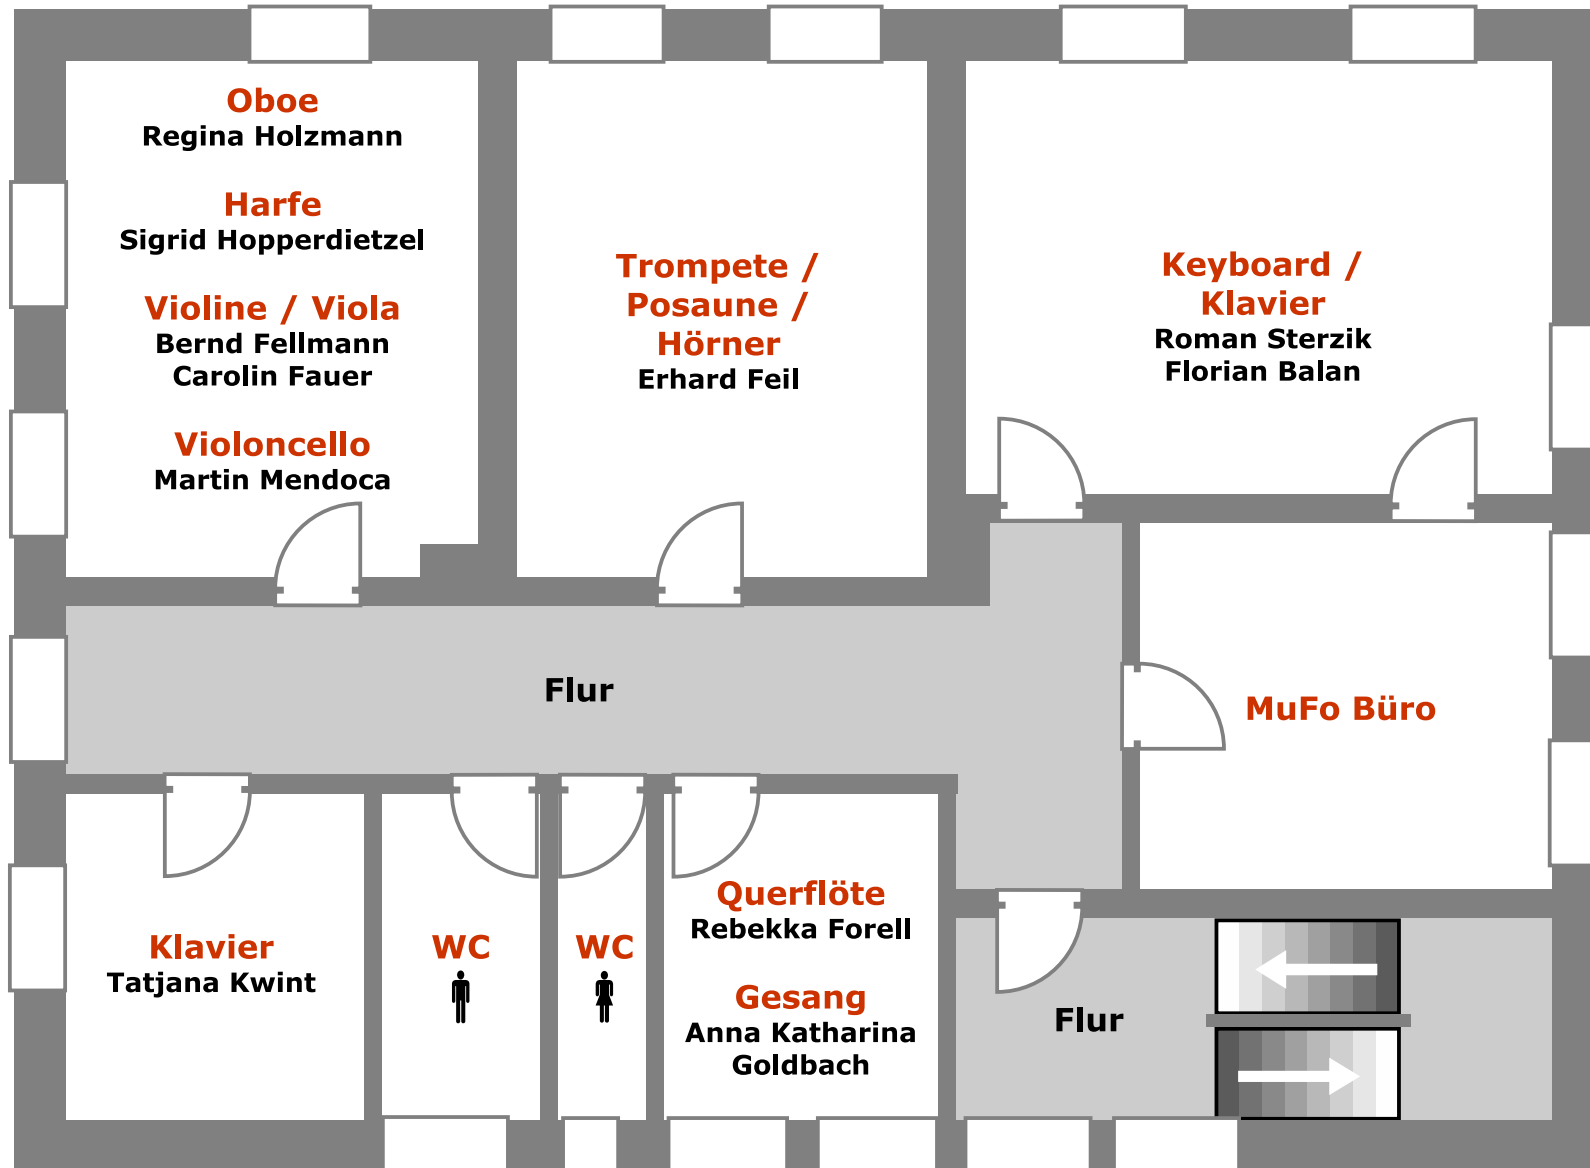 Oboe
Regina Holzmann
Harfe
Sigrid Hopperdietzel
Violine / Viola
Bernd Fellmann
Carolin Fauer
Violoncello
Martin Mendoca
Trompete /
Posaune /
Hörner
Erhard Feil
Keyboard /
Klavier
Roman Sterzik
Florian Balan
Flur
MuFo Büro
Klavier
Tatjana Kwint
WC
WC
Querflöte
Rebekka Forell
Gesang
Anna Katharina
Goldbach
Flur